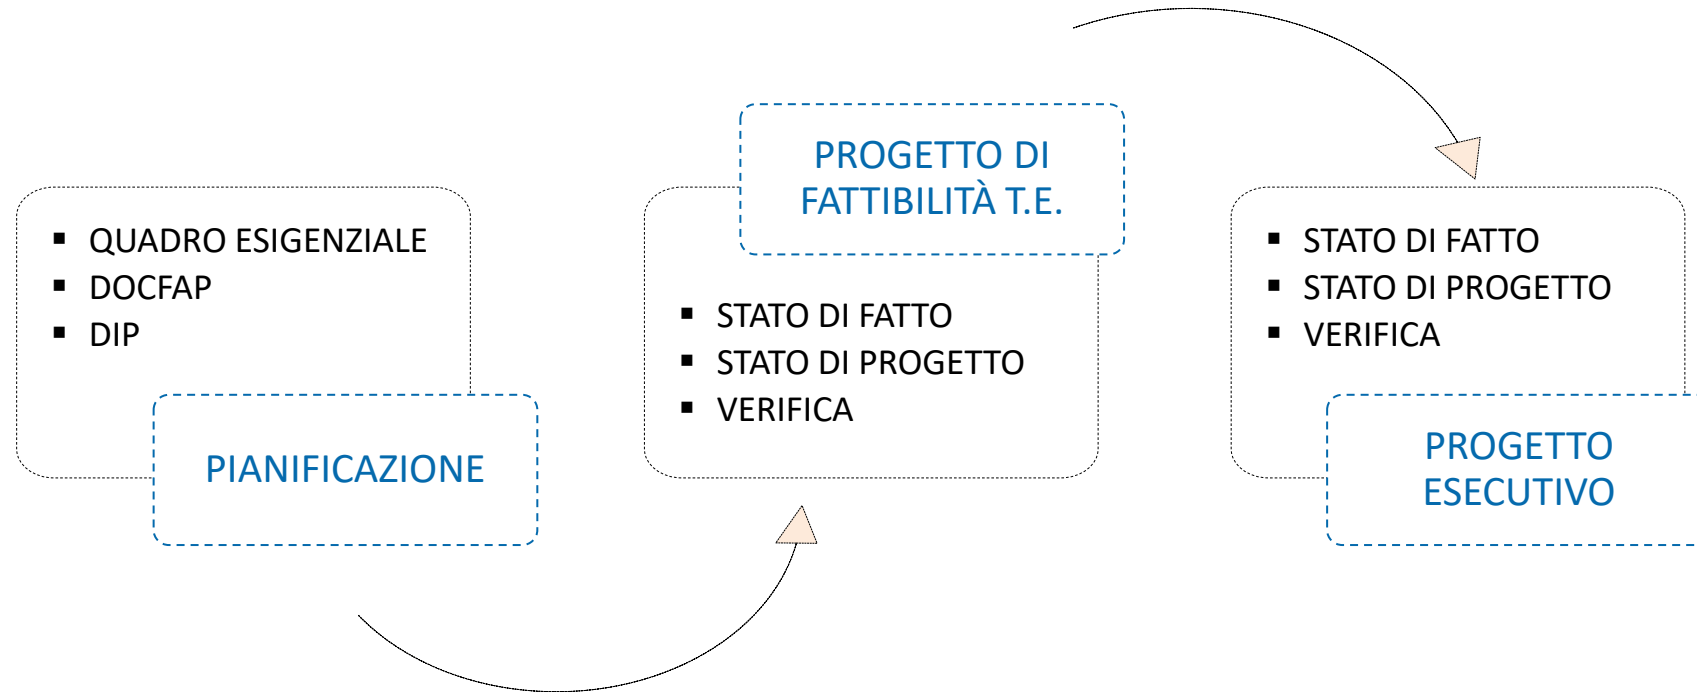 QUADRO ESIGENZIALE
DOCFAP
DIP
PIANIFICAZIONE
PROGETTO DI
FATTIBILITÀ T.E.
STATO DI FATTO
STATO DI PROGETTO
VERIFICA
STATO DI FATTO
STATO DI PROGETTO
VERIFICA
PROGETTO
ESECUTIVO